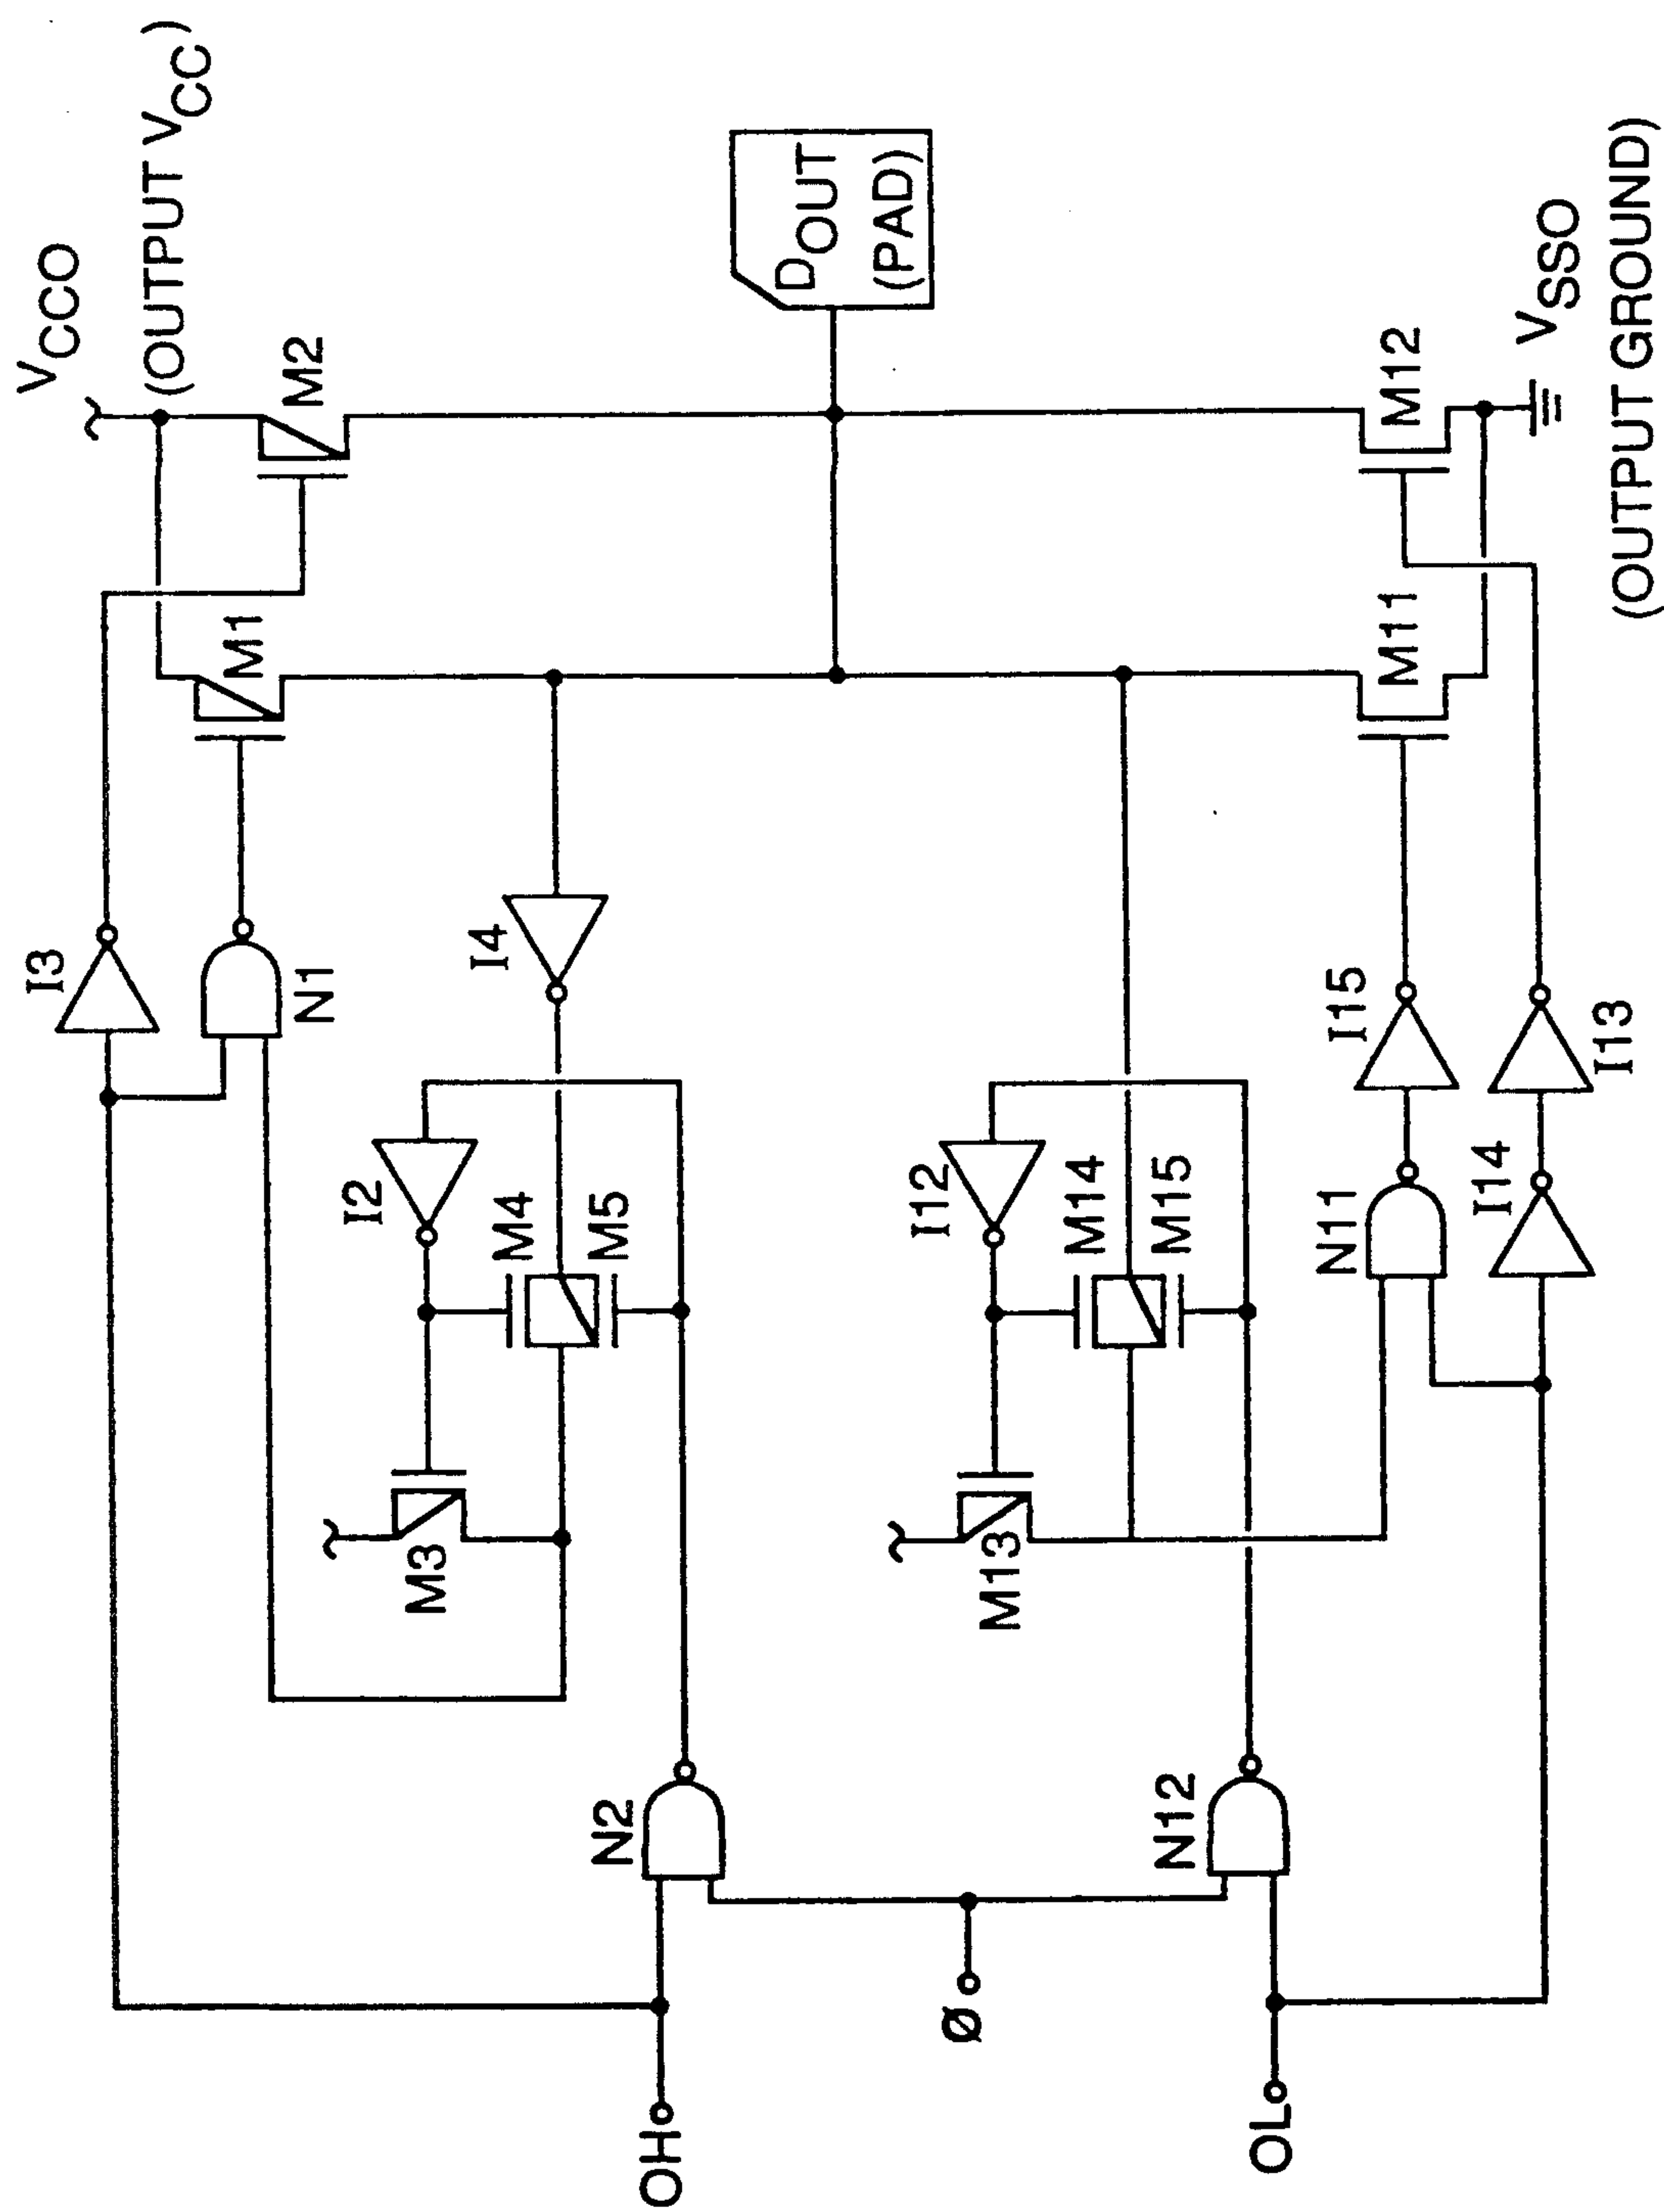 VCCO
(OUTPUT VCC)
M2
I3
M1
N1
I4
DOUT
(PAD)
I2
M4
M5
M3
N2
OH
Ø
I12
M14
M15
M13
N12
OL
N11
I15
I14
I13
M11
M12
VSSO
(OUTPUT GROUND)